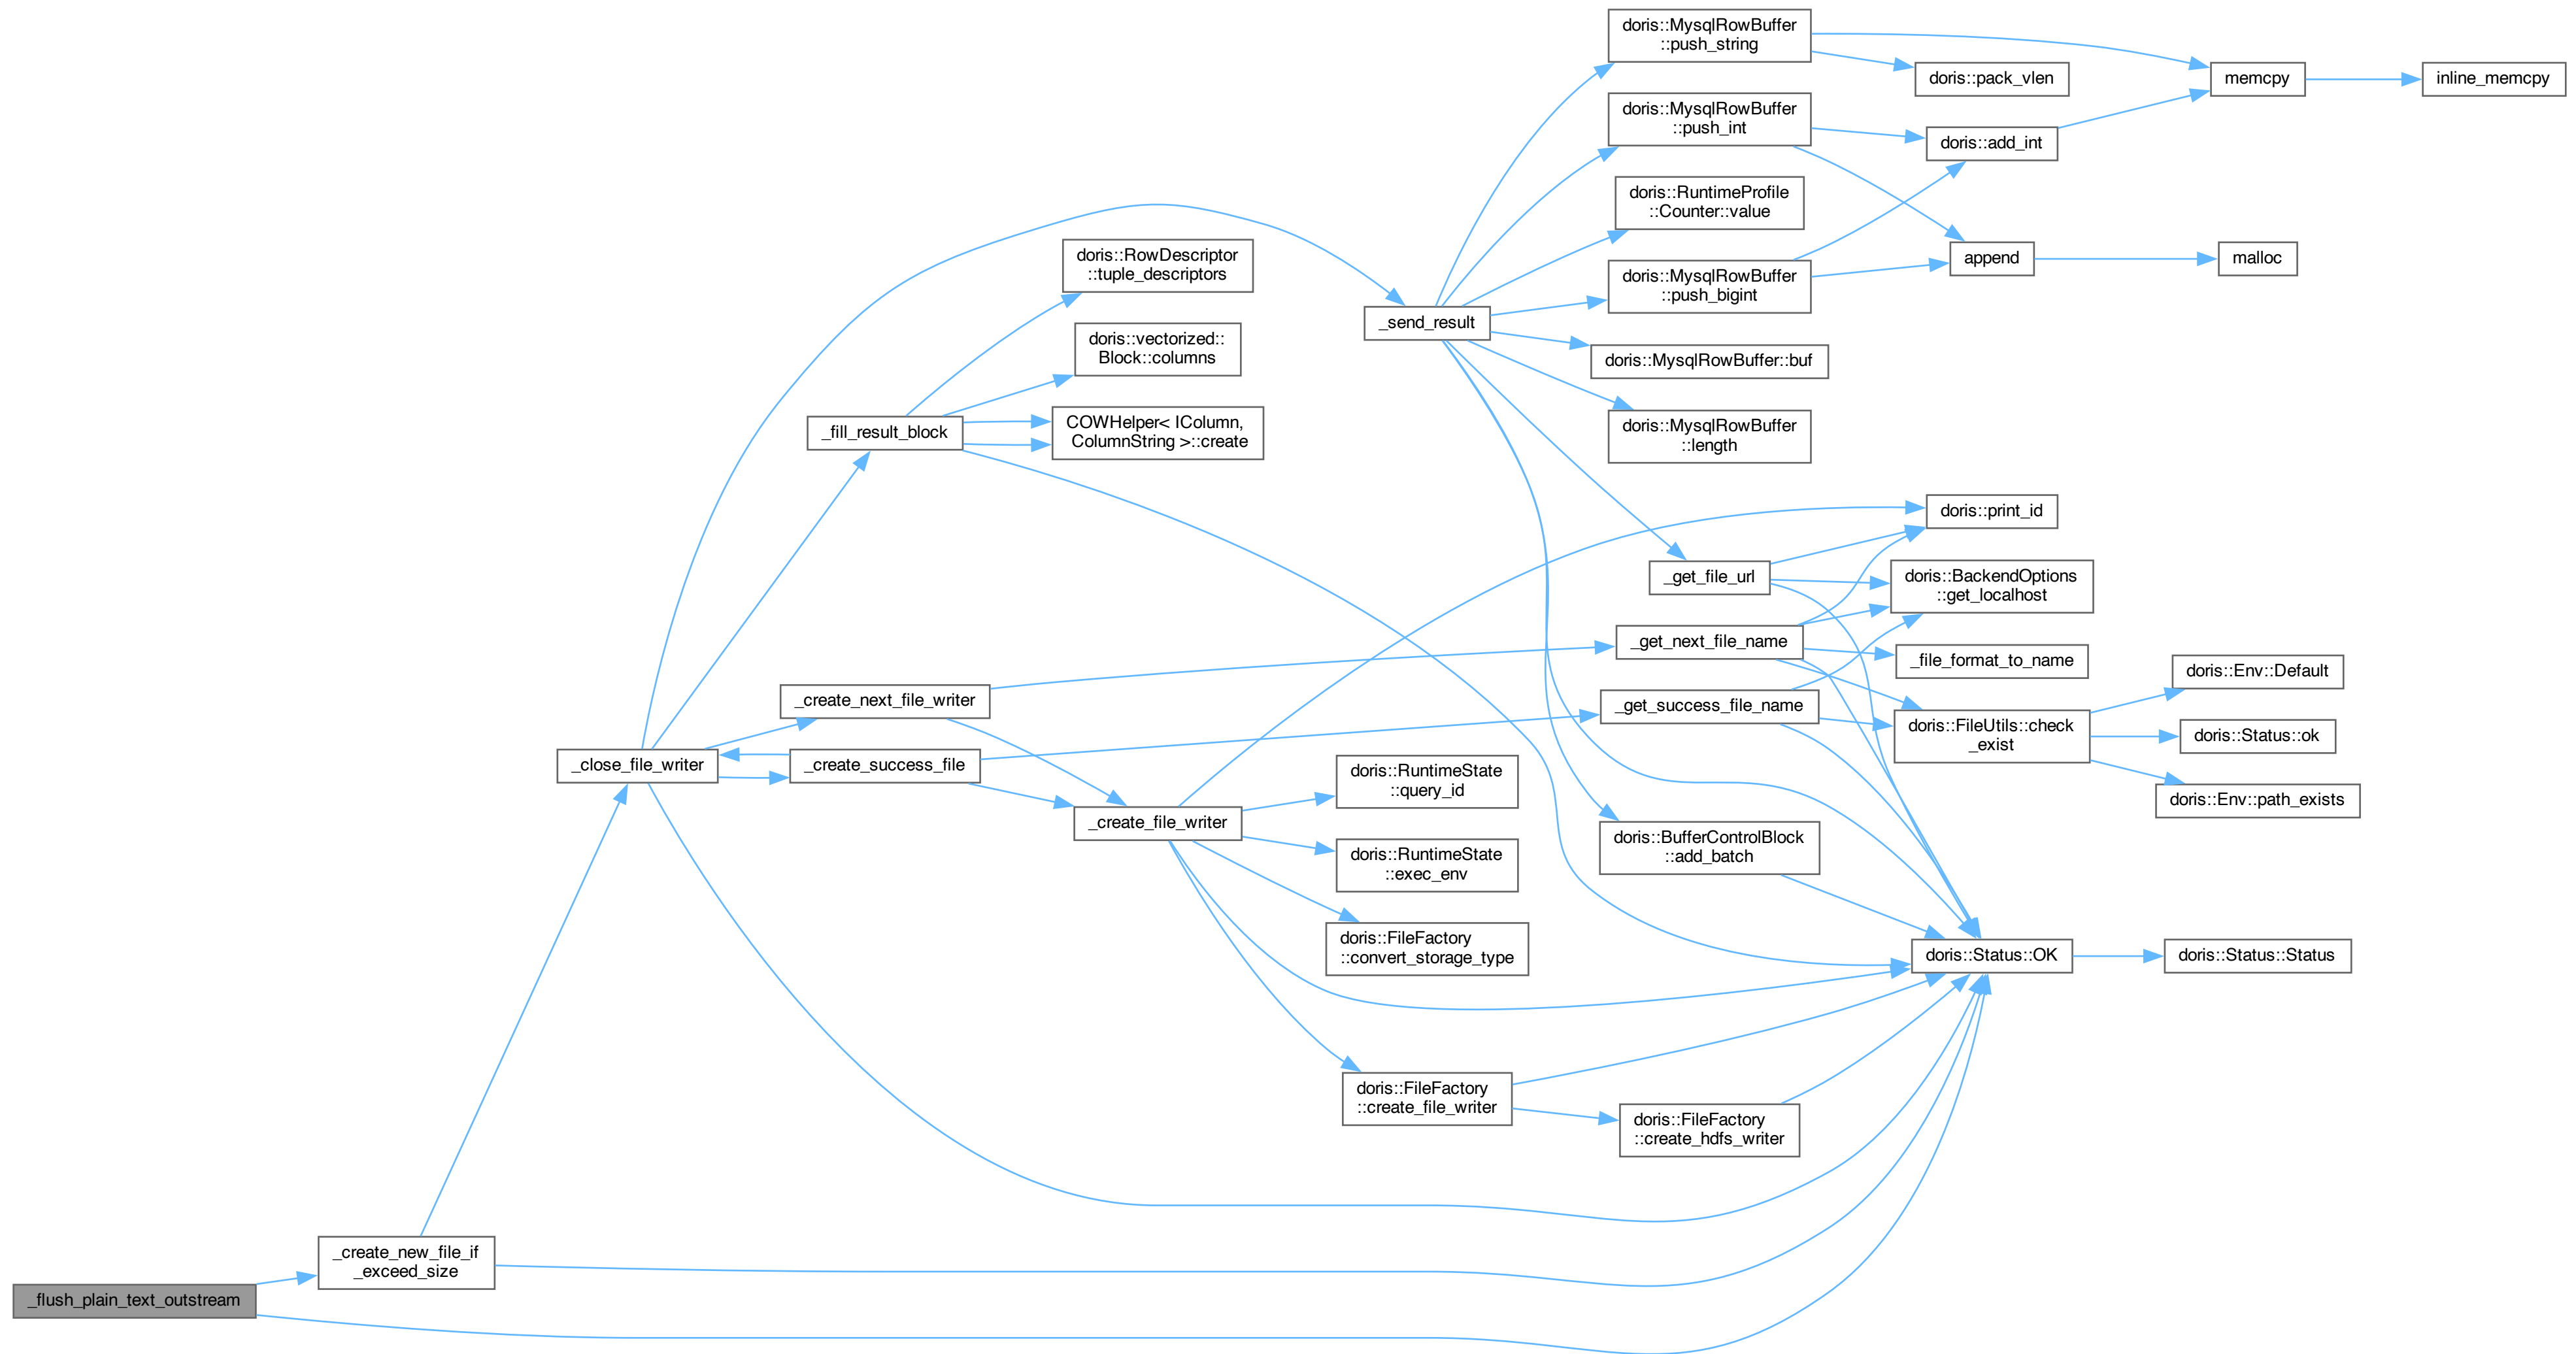 _flush_plain_text_outstream
_create_new_file_if
_exceed_size
_close_file_writer
_fill_result_block
_create_next_file_writer
_create_success_file
doris::RowDescriptor
::tuple_descriptors
doris::vectorized::
Block::columns
COWHelper< IColumn,
ColumnString >::create
_create_file_writer
_send_result
doris::RuntimeState
::query_id
doris::RuntimeState
::exec_env
doris::FileFactory
::convert_storage_type
doris::FileFactory
::create_file_writer
doris::MysqlRowBuffer
::push_string
doris::MysqlRowBuffer
::push_int
doris::RuntimeProfile
::Counter::value
doris::MysqlRowBuffer
::push_bigint
doris::MysqlRowBuffer::buf
doris::MysqlRowBuffer
::length
_get_file_url
_get_next_file_name
_get_success_file_name
doris::BufferControlBlock
::add_batch
doris::FileFactory
::create_hdfs_writer
doris::pack_vlen
doris::add_int
append
doris::print_id
doris::BackendOptions
::get_localhost
_file_format_to_name
doris::FileUtils::check
_exist
doris::Status::OK
memcpy
malloc
doris::Env::Default
doris::Status::ok
doris::Env::path_exists
doris::Status::Status
inline_memcpy